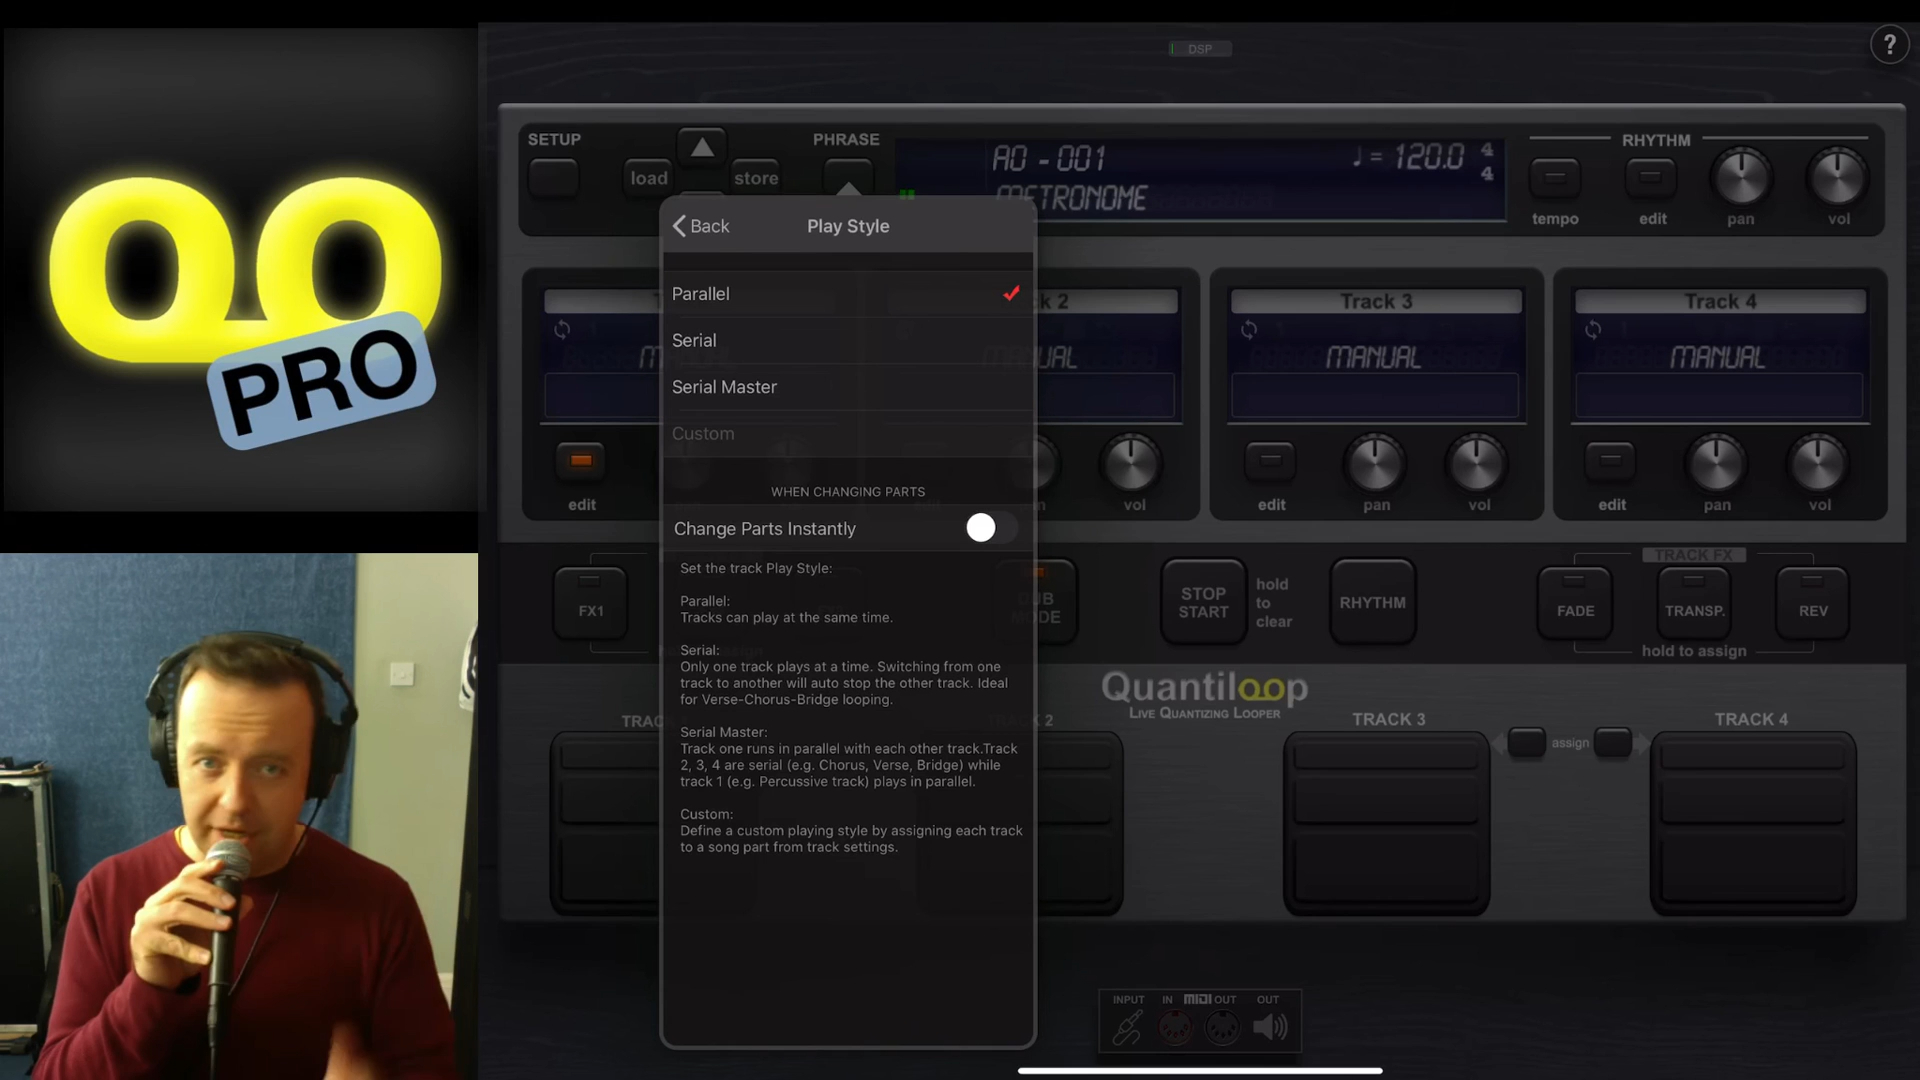 QO
PRO
DSP
?
SETUP
load
store
PHRASE
A0 - 001
♩ = 120.0
4
4
METRONOME
RHYTHM
tempo
edit
pan
vol
Back
Play Style
Parallel
Serial
Serial Master
Custom
WHEN CHANGING PARTS
Change Parts Instantly
Set the track Play Style:
Parallel:
Tracks can play at the same time.
Serial:
Only one track plays at a time. Switching from one
track to another will auto stop the other track. Ideal
for Verse-Chorus-Bridge looping.
Serial Master:
Track one runs in parallel with each other track.Track
2, 3, 4 are serial (e.g. Chorus, Verse, Bridge) while
track 1 (e.g. Percussive track) plays in parallel.
Custom:
Define a custom playing style by assigning each track
to a song part from track settings.
k 2
Track 3
Track 4
MANUAL
MANUAL
MANUAL
edit
vol
edit
pan
vol
edit
pan
vol
FX1
STOP
START
hold
to
clear
RHYTHM
TRACK FX
FADE
TRANSP.
REV
hold to assign
Quantiloop
LIVE QUANTIZING LOOPER
TRACK
2
TRACK 3
assign
TRACK 4
INPUT
IN
MIDI
OUT
OUT